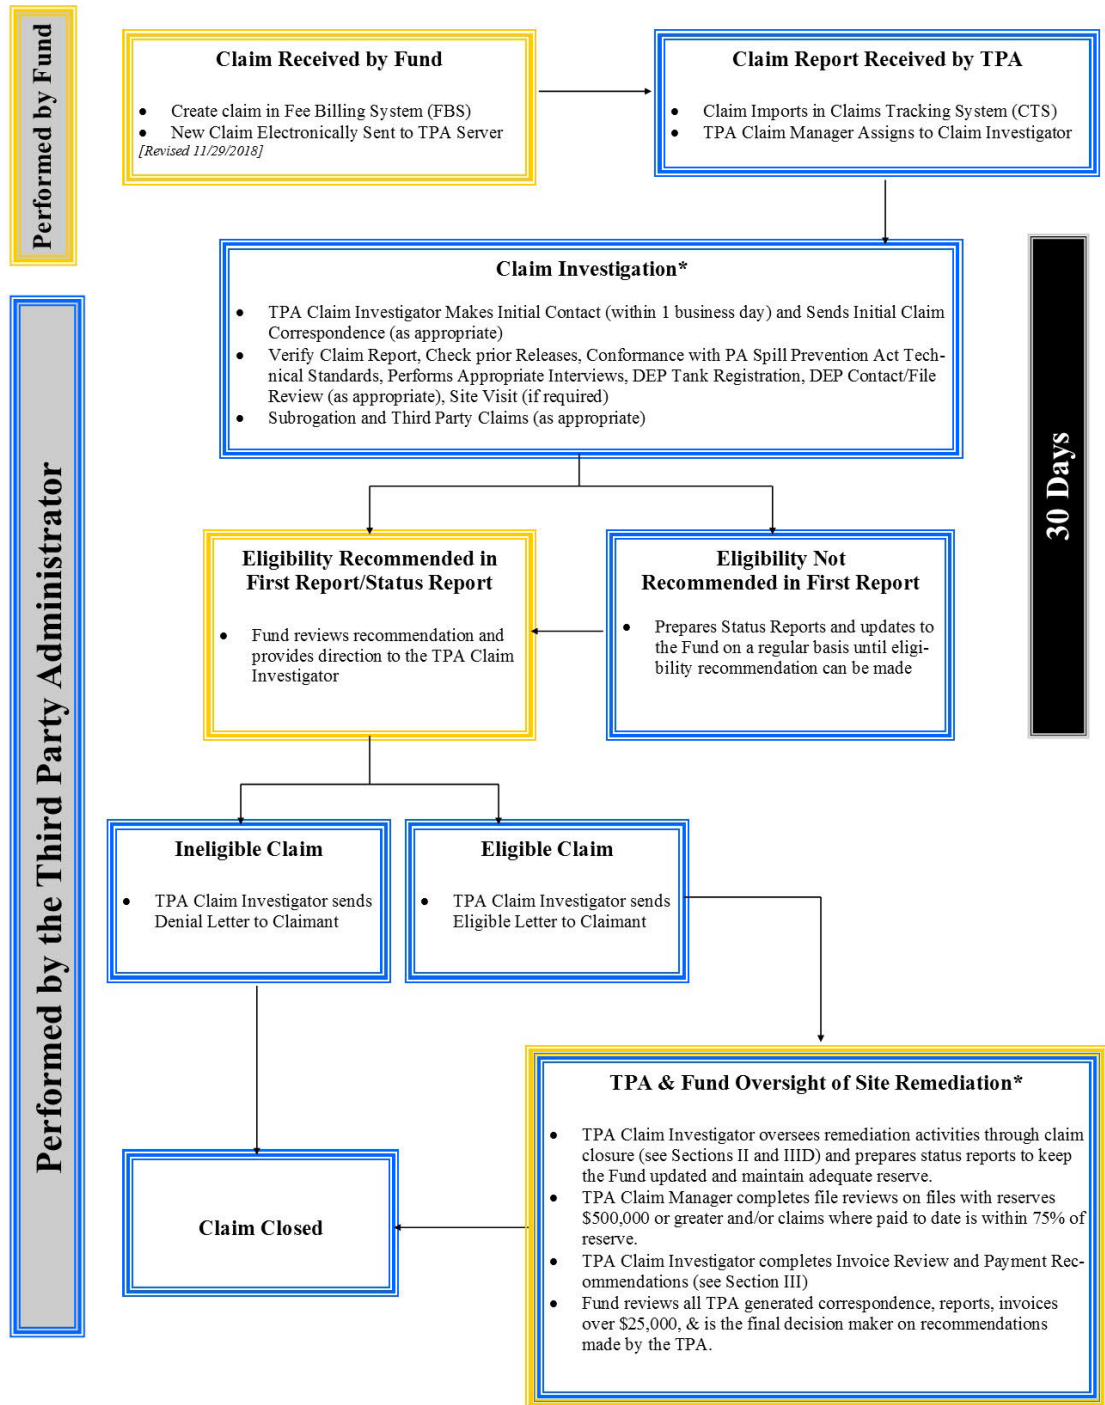 Performed by Fund
Claim Received by Fund
● Create claim in Fee Billing System (FBS)
● New Claim Electronically Sent to TPA Server
[Revised 11/29/2018]
Claim Report Received by TPA
● Claim Imports in Claims Tracking System (CTS)
● TPA Claim Manager Assigns to Claim Investigator
Performed by the Third Party Administrator
Claim Investigation*
● TPA Claim Investigator Makes Initial Contact (within 1 business day) and Sends Initial Claim
Correspondence (as appropriate)
● Verify Claim Report, Check prior Releases, Conformance with PA Spill Prevention Act Tech-
nical Standards, Performs Appropriate Interviews, DEP Tank Registration, DEP Contact/File
Review (as appropriate), Site Visit (if required)
● Subrogation and Third Party Claims (as appropriate)
30 Days
Eligibility Recommended in
First Report/Status Report
● Fund reviews recommendation and
provides direction to the TPA Claim
Investigator
Eligibility Not
Recommended in First Report
● Prepares Status Reports and updates to
the Fund on a regular basis until eligi-
bility recommendation can be made
Ineligible Claim
● TPA Claim Investigator sends
Denial Letter to Claimant
Eligible Claim
● TPA Claim Investigator sends
Eligible Letter to Claimant
TPA & Fund Oversight of Site Remediation*
● TPA Claim Investigator oversees remediation activities through claim
closure (see Sections II and IIID) and prepares status reports to keep
the Fund updated and maintain adequate reserve.
● TPA Claim Manager completes file reviews on files with reserves
$500,000 or greater and/or claims where paid to date is within 75% of
reserve.
● TPA Claim Investigator completes Invoice Review and Payment Rec-
ommendations (see Section III)
● Fund reviews all TPA generated correspondence, reports, invoices
over $25,000, & is the final decision maker on recommendations
made by the TPA.
Claim Closed